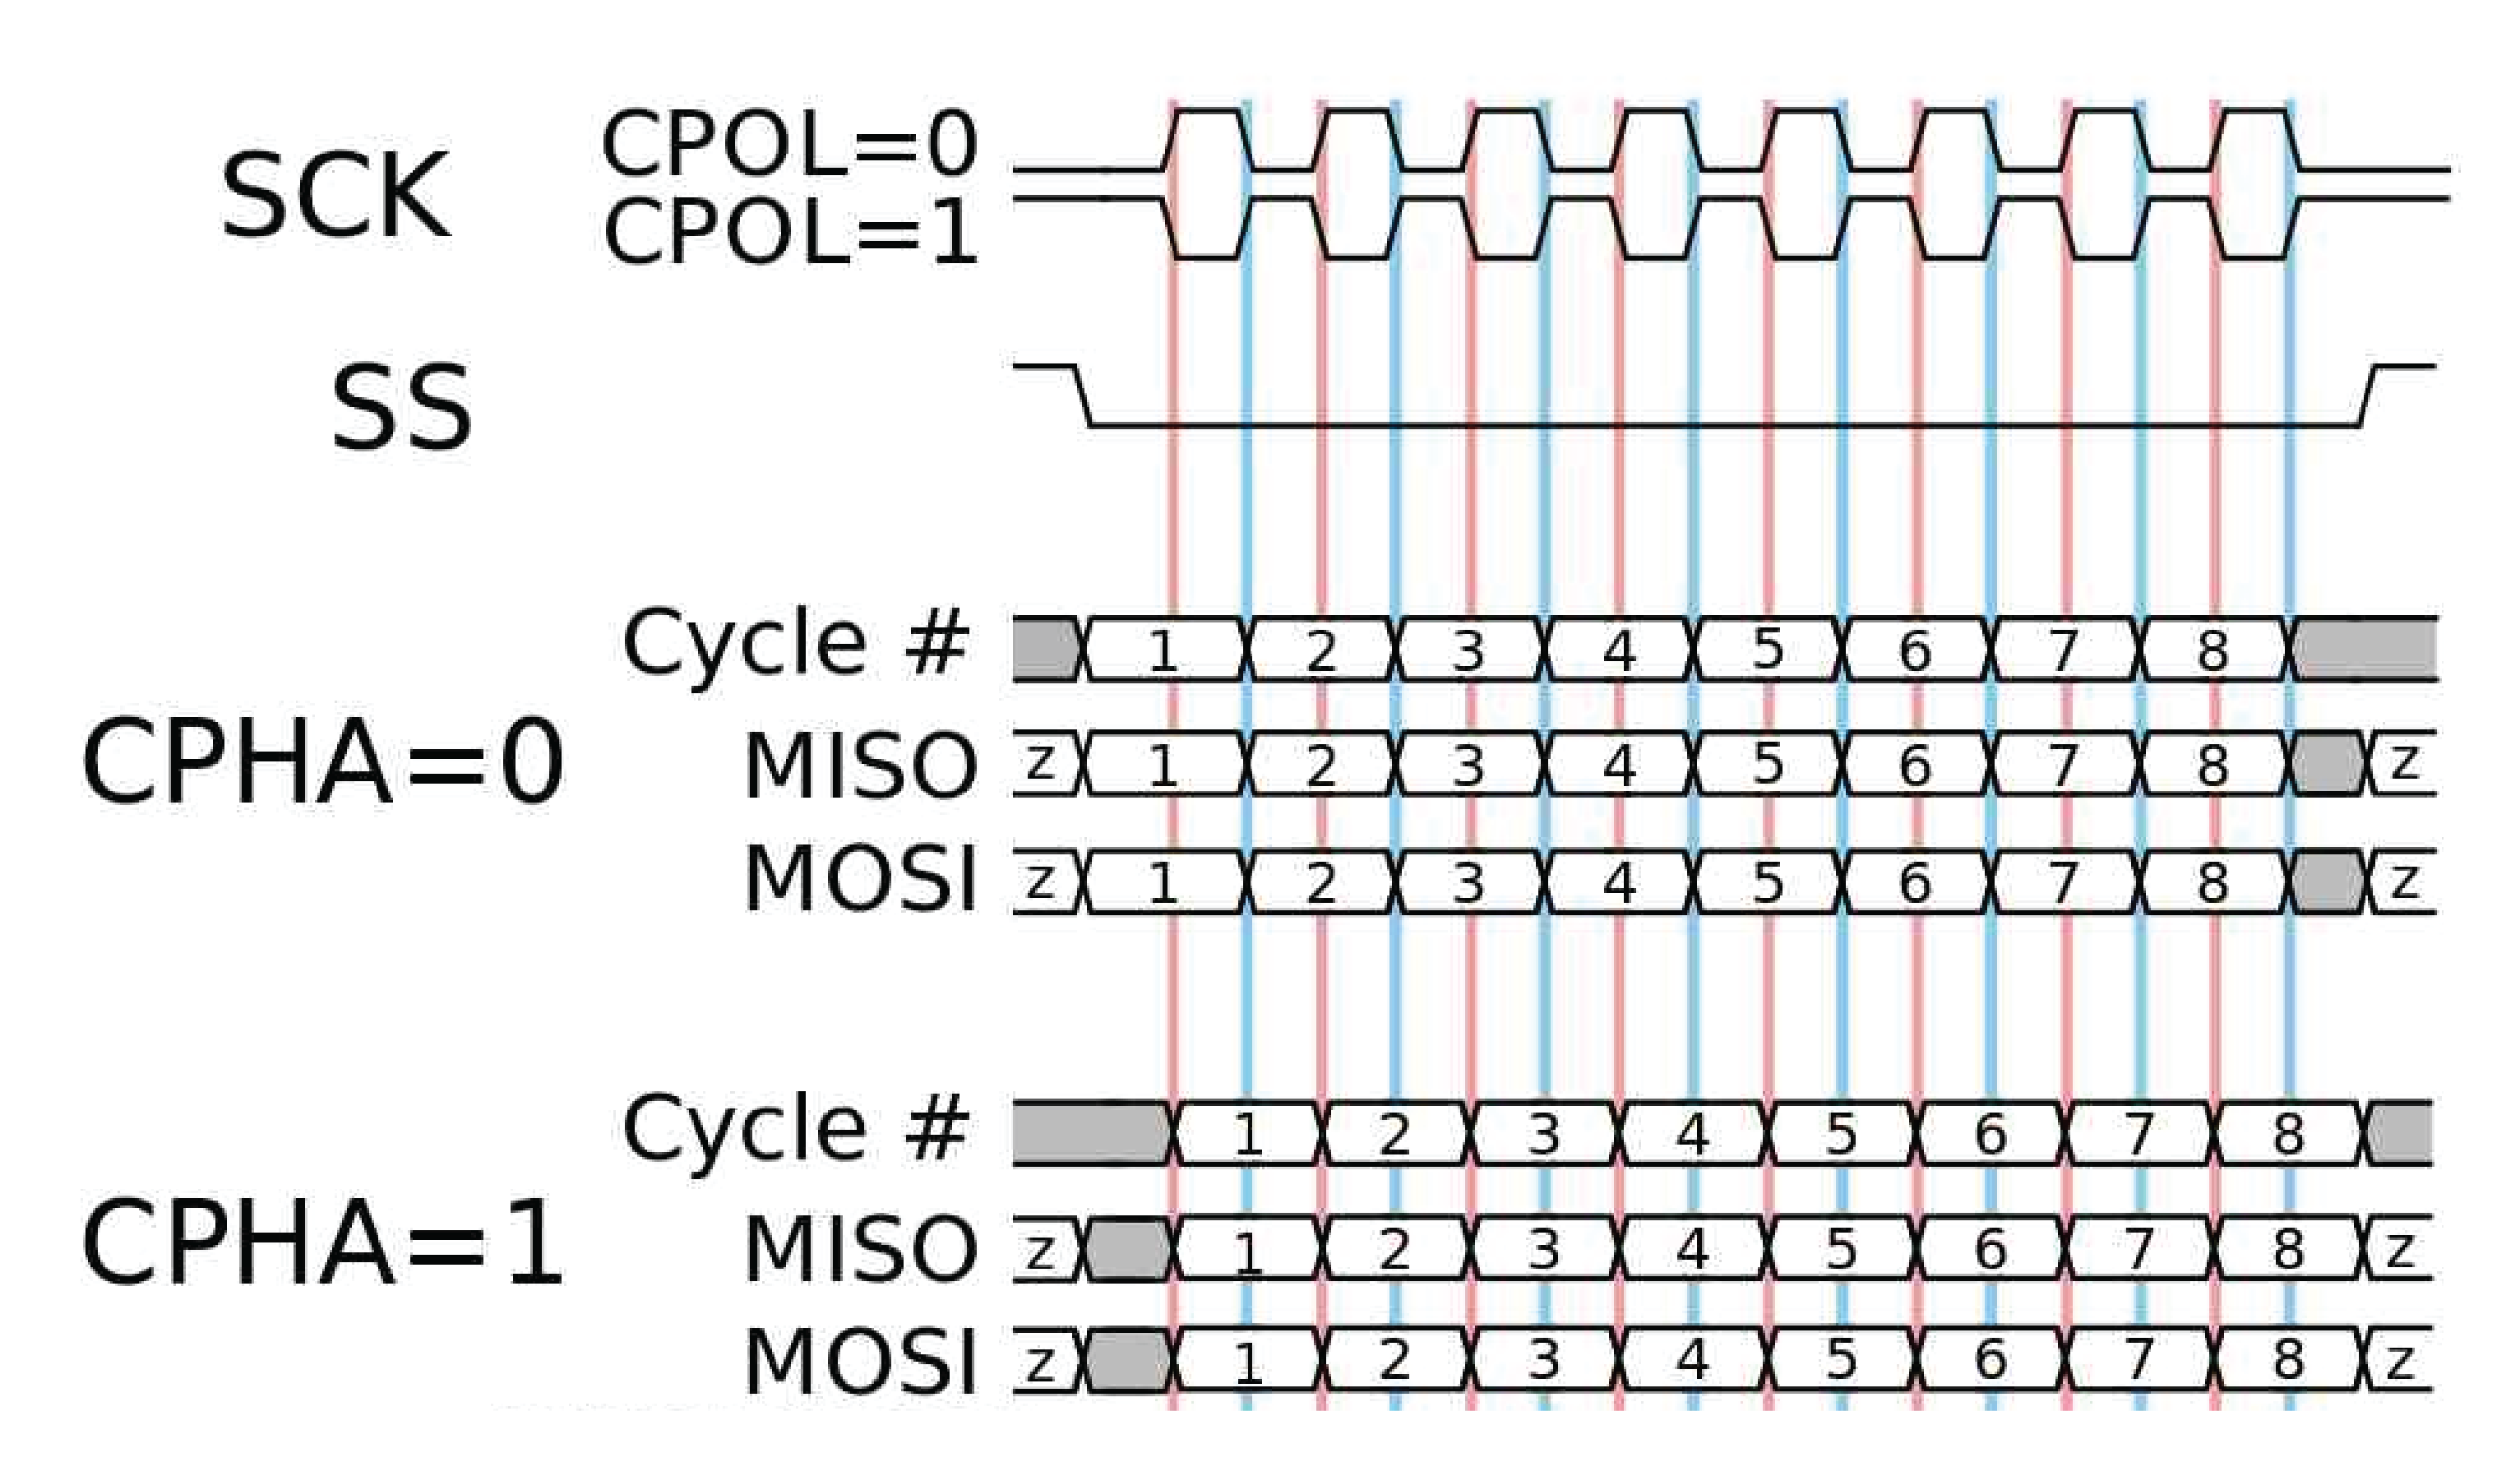 SCK CPOL=0
CPOL=1
SS
Cycle # 1 2 3 4 5 6 7 8
CPHA=0
MISO z 1 2 3 4 5 6 7 8 z
MOSI z 1 2 3 4 5 6 7 8 z
Cycle # 1 2 3 4 5 6 7 8
CPHA=1
MISO z 1 2 3 4 5 6 7 8 z
MOSI z 1 2 3 4 5 6 7 8 z